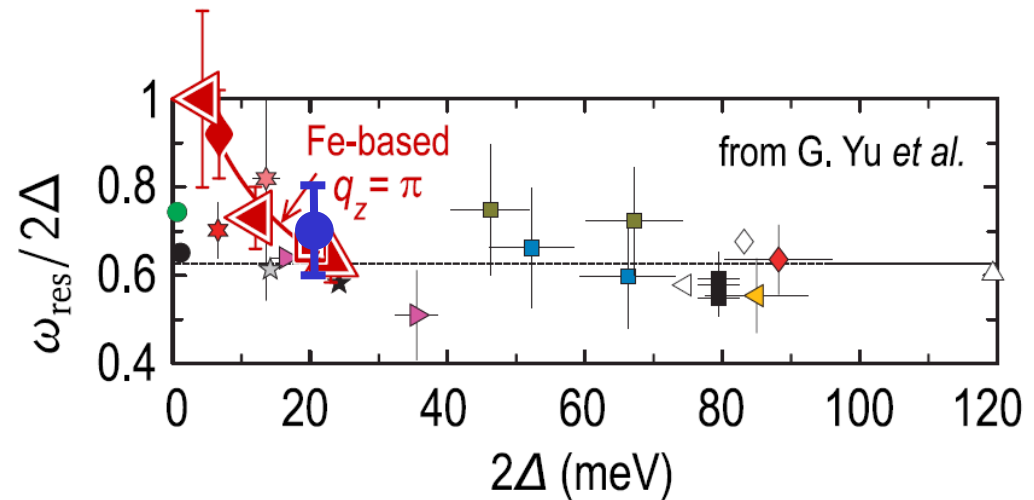 1
0.8
0.6
0.4
ω_res/2Δ
Fe-based
q_z = π
from G. Yu et al.
0 20 40 60 80 100 120
2Δ (meV)